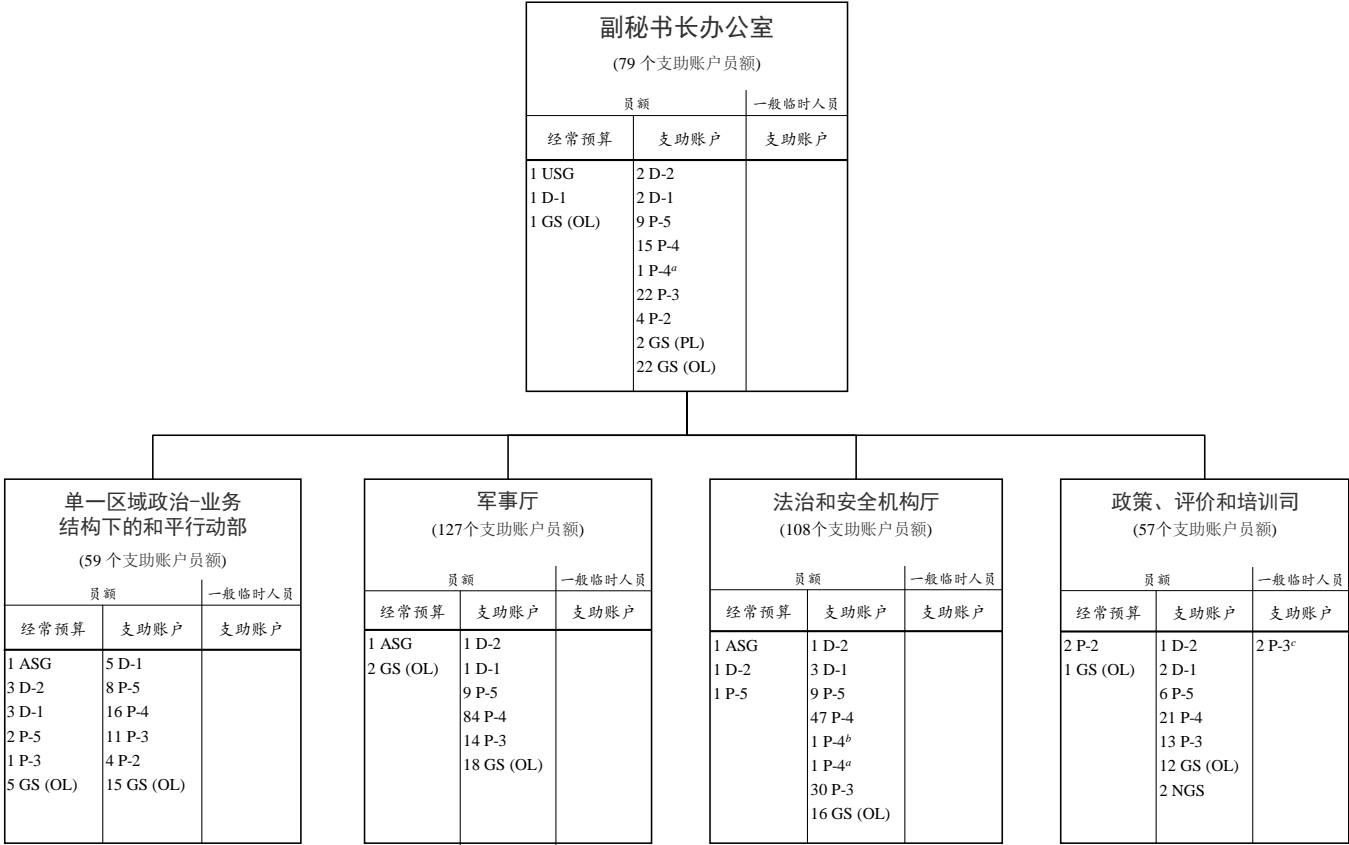 副秘书长办公室
(79 个支助账户员额)
员额 一般临时人员
经常预算 支助账户 支助账户
1 USG 2 D-2
1 D-1 2 D-1
1 GS (OL) 9 P-5
15 P-4
1 P-4ᵃ
22 P-3
4 P-2
2 GS (PL)
22 GS (OL)
单一区域政治-业务
结构下的和平行动部
(59 个支助账户员额)
员额 一般临时人员
经常预算 支助账户 支助账户
1 ASG 5 D-1
3 D-2 8 P-5
3 D-1 16 P-4
2 P-5 11 P-3
1 P-3 4 P-2
5 GS (OL) 15 GS (OL)
军事厅
(127个支助账户员额)
员额 一般临时人员
经常预算 支助账户 支助账户
1 ASG 1 D-2
2 GS (OL) 1 D-1
9 P-5
84 P-4
14 P-3
18 GS (OL)
法治和安全机构厅
(108个支助账户员额)
员额 一般临时人员
经常预算 支助账户 支助账户
1 ASG 1 D-2
1 D-2 3 D-1
1 P-5 9 P-5
47 P-4
1 P-4ᵇ
1 P-4ᵃ
30 P-3
16 GS (OL)
政策、评价和培训司
(57个支助账户员额)
员额 一般临时人员
经常预算 支助账户 支助账户
2 P-2 1 D-2 2 P-3ᶜ
1 GS (OL) 2 D-1
6 P-5
21 P-4
13 P-3
12 GS (OL)
2 NGS